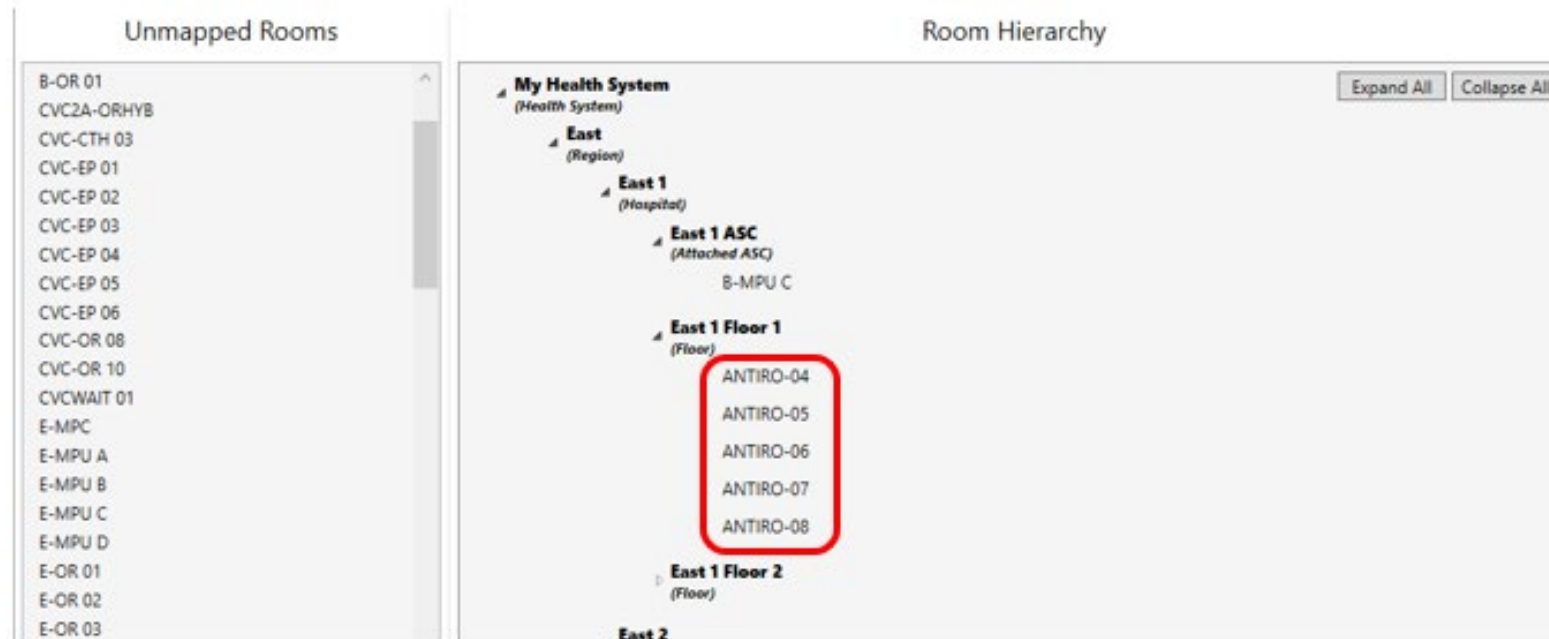 Unmapped Rooms
B-OR 01
CVC2A-ORHYB
CVC-CTH 03
CVC-EP 01
CVC-EP 02
CVC-EP 03
CVC-EP 04
CVC-EP 05
CVC-EP 06
CVC-OR 08
CVC-OR 10
CVCWAIT 01
E-MPC
E-MPU A
E-MPU B
E-MPU C
E-MPU D
E-OR 01
E-OR 02
E-OR 03
Room Hierarchy
Expand All
Collapse All
My Health System
(Health System)
East
(Region)
East 1
(Hospital)
East 1 ASC
(Attached ASC)
B-MPU C
East 1 Floor 1
(Floor)
ANTIRO-04
ANTIRO-05
ANTIRO-06
ANTIRO-07
ANTIRO-08
East 1 Floor 2
(Floor)
East 2